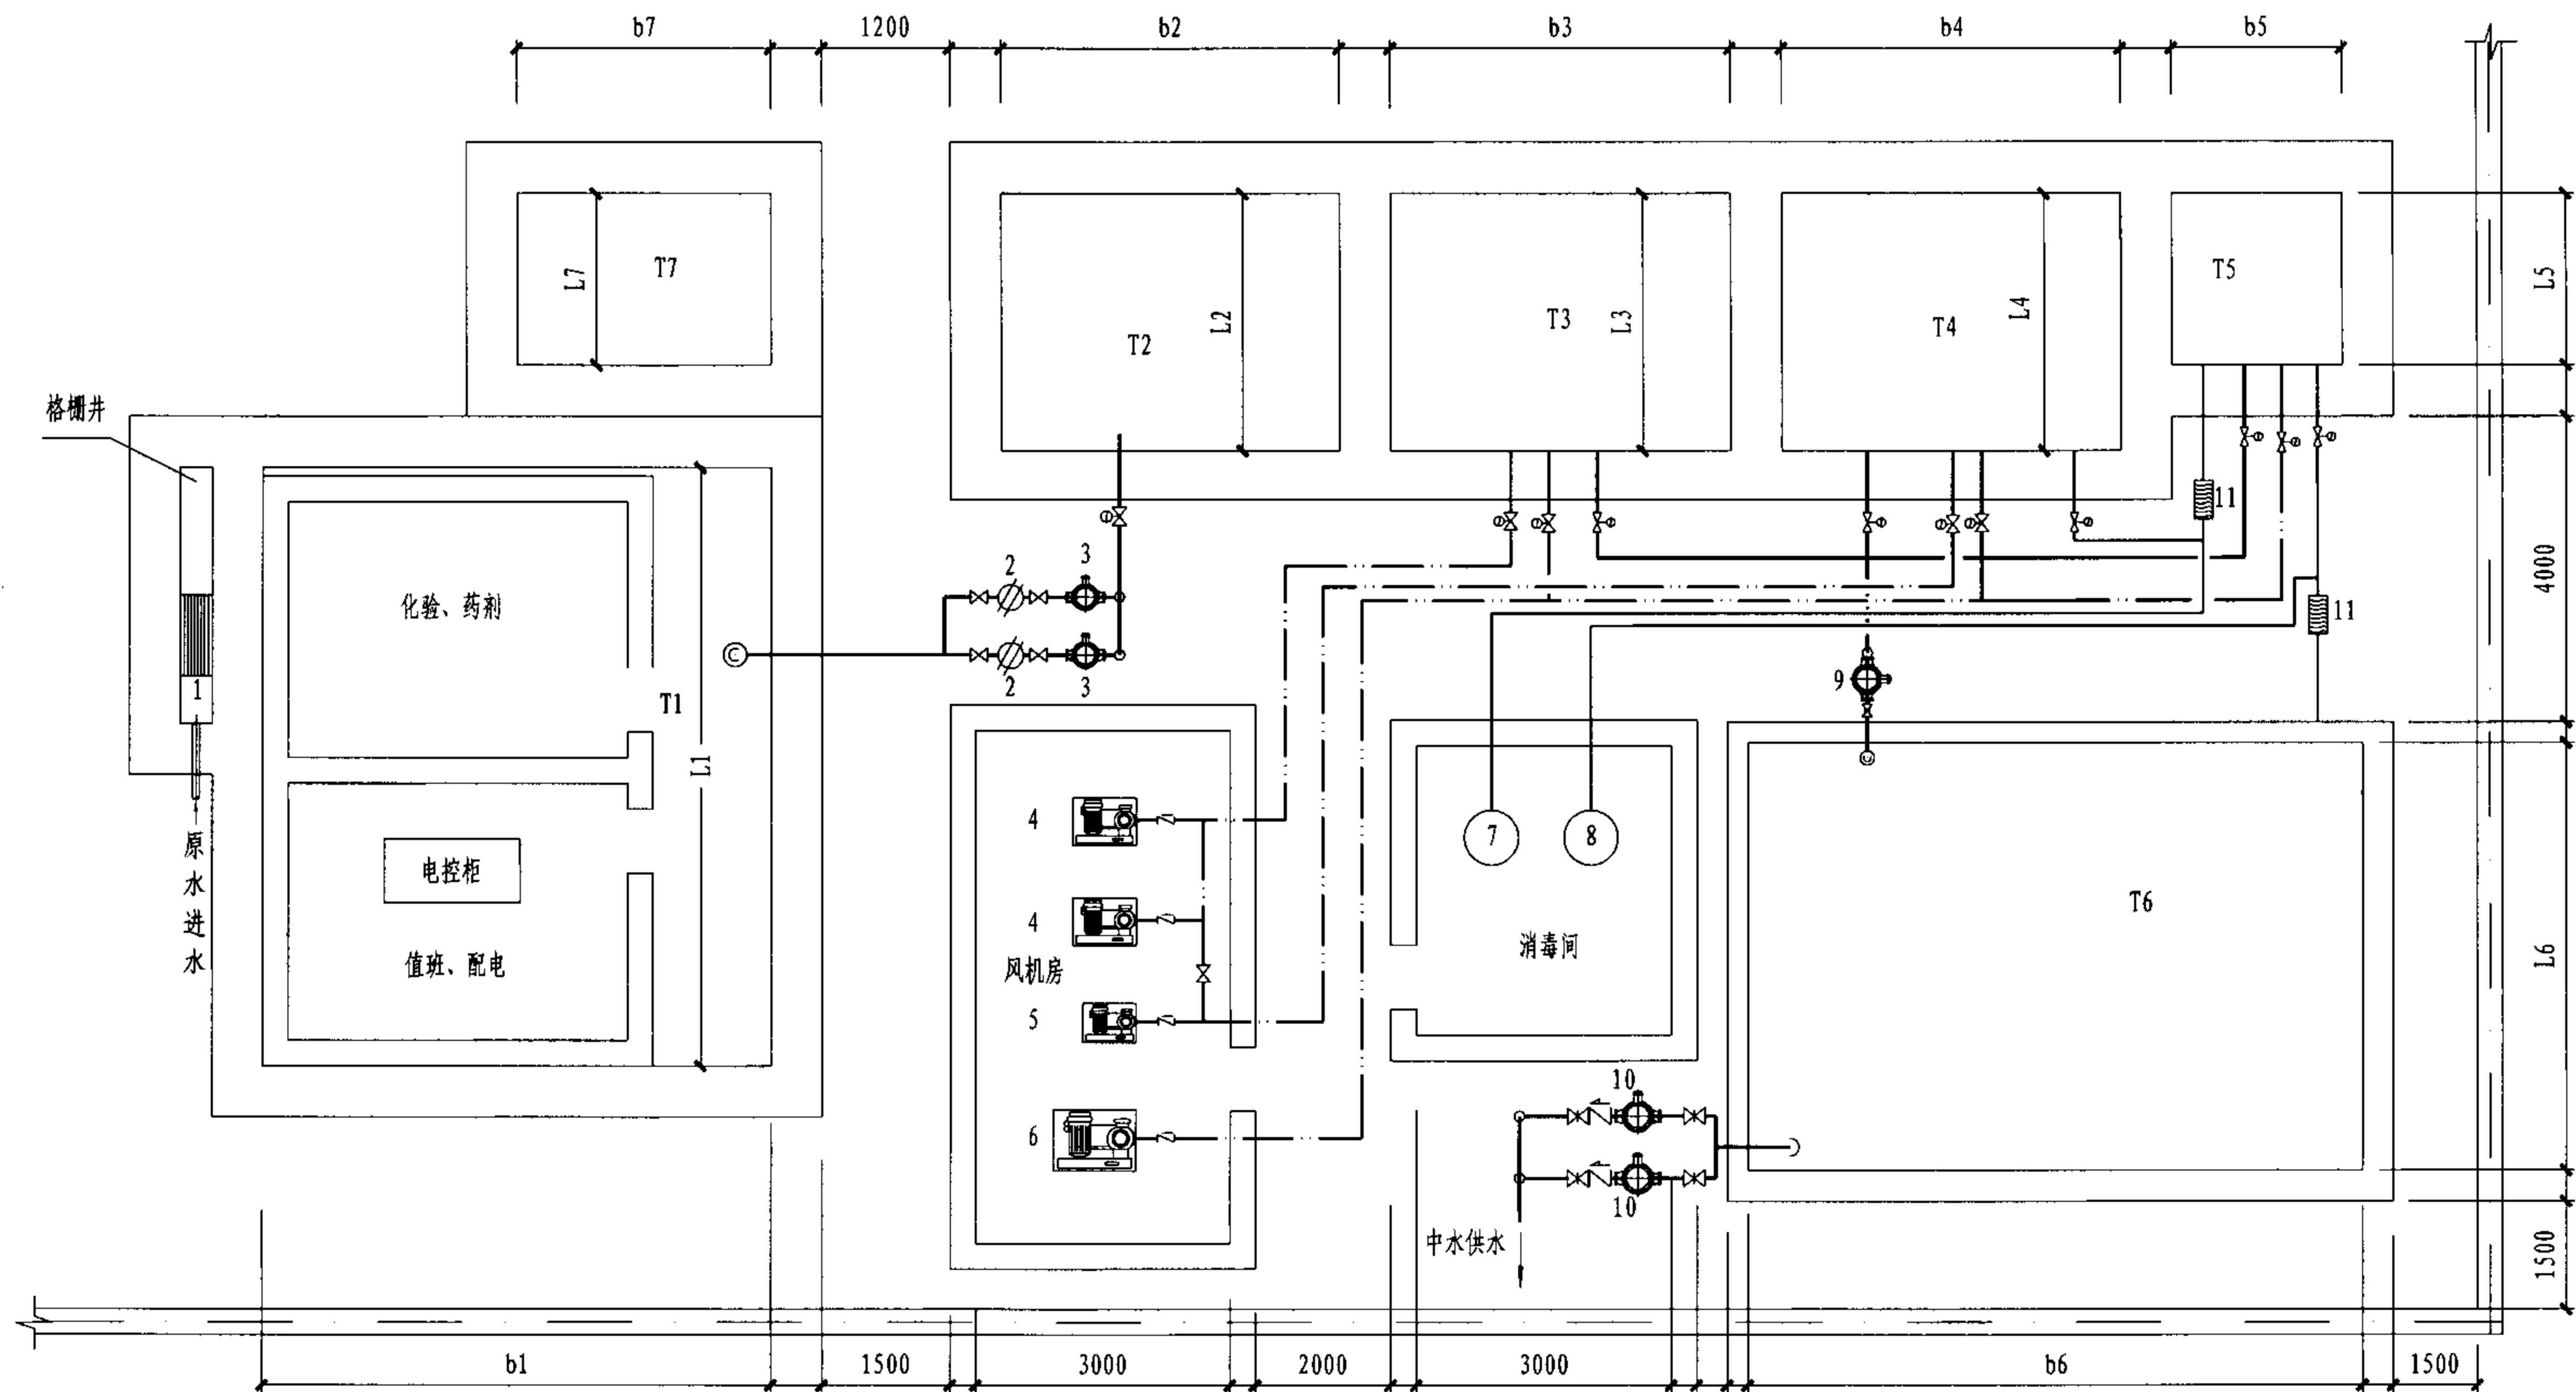 b7 1200 b2 b3 b4 b5
L7 T7
L2 T2
L3 T3
L4 T4
T5 L5
格栅井
11
2 3
化验、药剂
4000
11
1 T1
2 3
9
L1
原水进水
电控柜
值班、配电
4
4
风机房
5
6
7 8
消毒间
T6
L6
10
10
中水供水
1500
b1 1500 3000 2000 3000 b6 1500